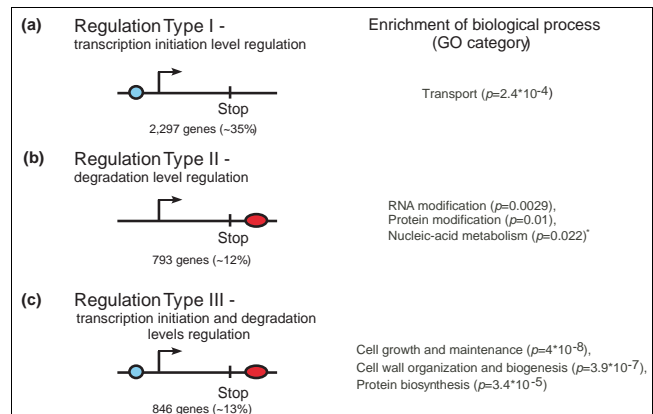 (a) Regulation Type I -
transcription initiation level regulation
Enrichment of biological process
(GO category)
Stop
2,297 genes (~35%)
Transport (p=2.4*10-4)
(b) Regulation Type II -
degradation level regulation
Stop
793 genes (~12%)
RNA modification (p=0.0029),
Protein modification (p=0.01),
Nucleic-acid metabolism (p=0.022)*
(c) Regulation Type III -
transcription initiation and degradation
levels regulation
Stop
846 genes (~13%)
Cell growth and maintenance (p=4*10-8),
Cell wall organization and biogenesis (p=3.9*10-7),
Protein biosynthesis (p=3.4*10-5)